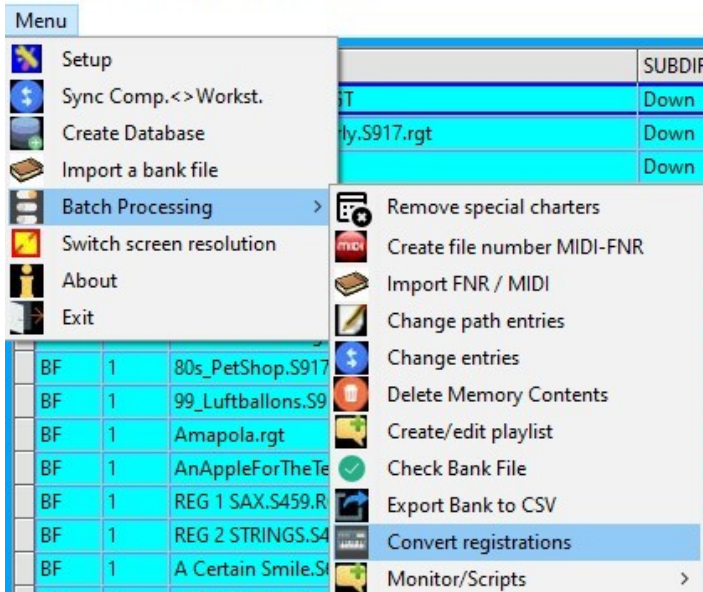 Menu
Setup
Sync Comp.<>Workst.
Create Database
Import a bank file
Batch Processing >
Switch screen resolution
About
Exit
SUBDIR
GT Down
rly.S917.rgt Down
Down
Remove special charters
Create file number MIDI-FNR
Import FNR / MIDI
Change path entries
Change entries
Delete Memory Contents
Create/edit playlist
Check Bank File
Export Bank to CSV
Convert registrations
Monitor/Scripts >
BF 1 80s_PetShop.S917
BF 1 99_Luftballons.S9
BF 1 Amapola.rgt
BF 1 AnAppleForTheTe
BF 1 REG 1 SAX.S459.R
BF 1 REG 2 STRINGS.S4
BF 1 A Certain Smile.S